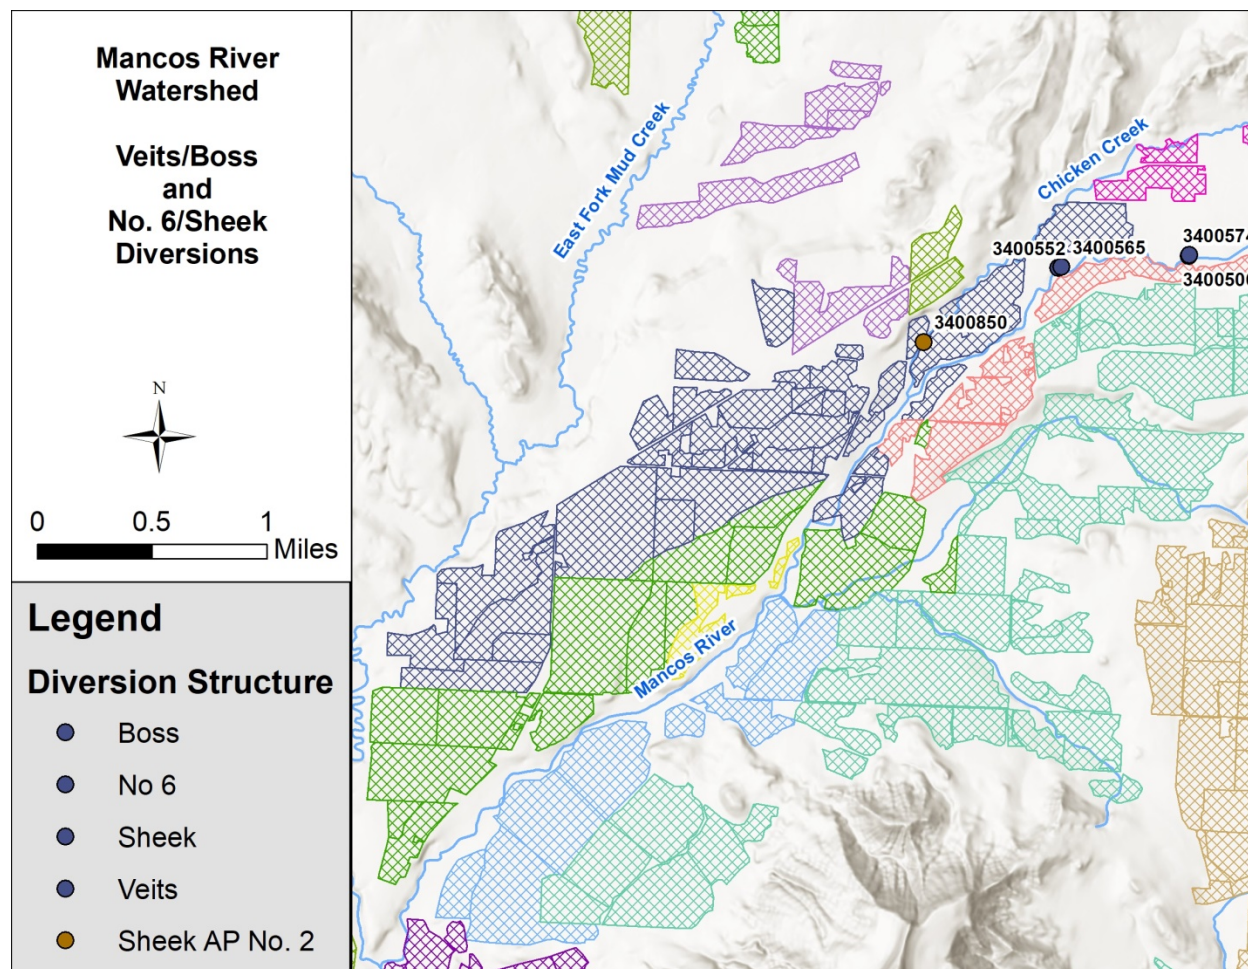 Mancos River
Watershed
Veits/Boss
and
No. 6/Sheek
Diversions
N
0 0.5 1
Miles
Legend
Diversion Structure
Boss
No 6
Sheek
Veits
Sheek AP No. 2
East Fork Mud Creek
Chicken Creek
3400552
3400565
3400574
3400850
Mancos River